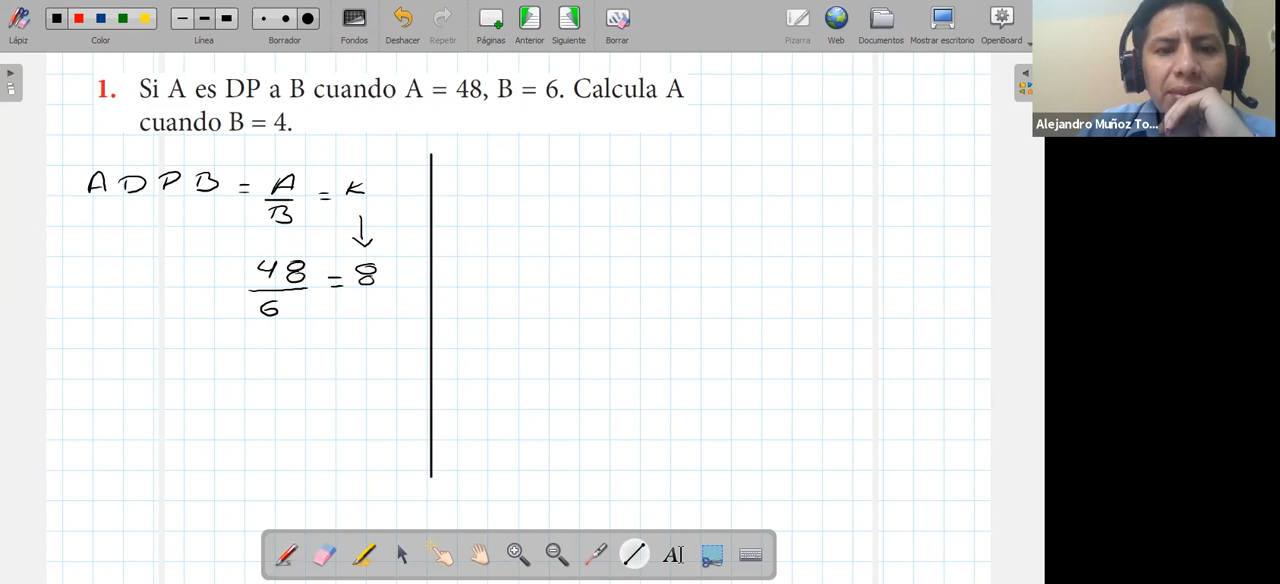 Lápiz Color Línea Borrador Fondos Deshacer Repetir Páginas Anterior Siguiente Borrar Pizarra Web Documentos Mostrar escritorio OpenBoard
Alejandro Muñoz To...
1. Si A es DP a B cuando A = 48, B = 6. Calcula A
cuando B = 4.
A D P B = A/B = K
48/6 = 8
AI